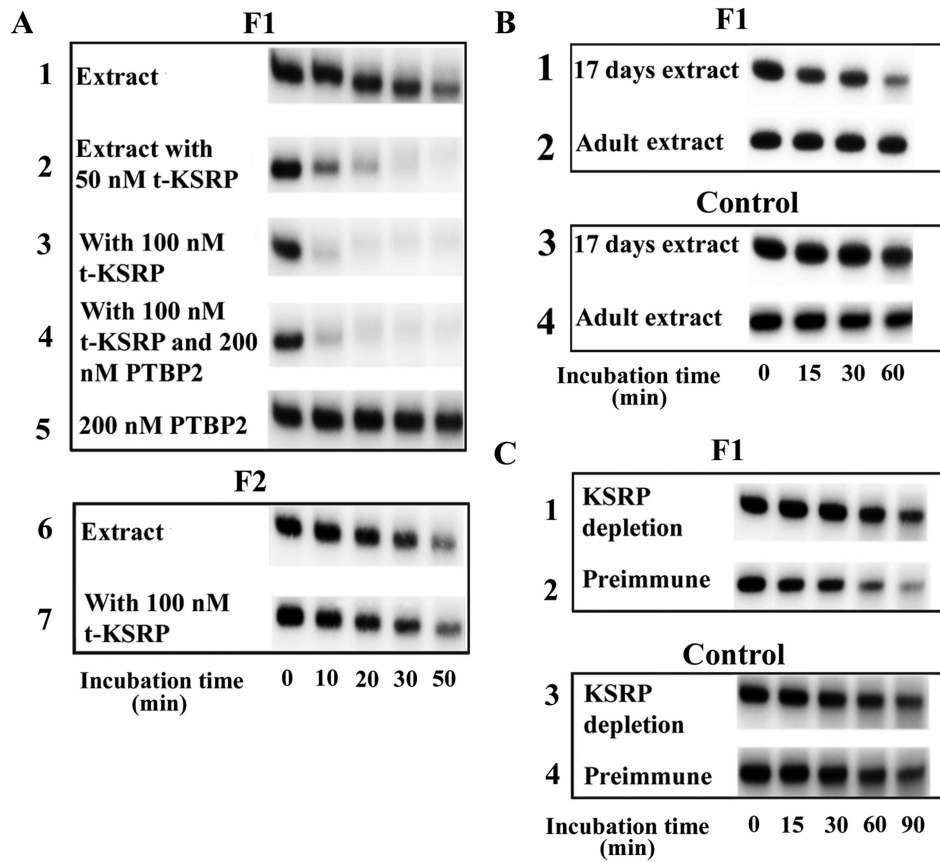 A
F1
1
Extract
2
Extract with
50 nM t-KSRP
3
With 100 nM
t-KSRP
4
With 100 nM
t-KSRP and 200
nM PTBP2
5
200 nM PTBP2
F2
6
Extract
7
With 100 nM
t-KSRP
Incubation time
(min)
0 10 20 30 50
B
F1
1
17 days extract
2
Adult extract
Control
3
17 days extract
4
Adult extract
Incubation time
(min)
0 15 30 60
C
F1
1
KSRP
depletion
2
Preimmune
Control
3
KSRP
depletion
4
Preimmune
Incubation time
(min)
0 15 30 60 90